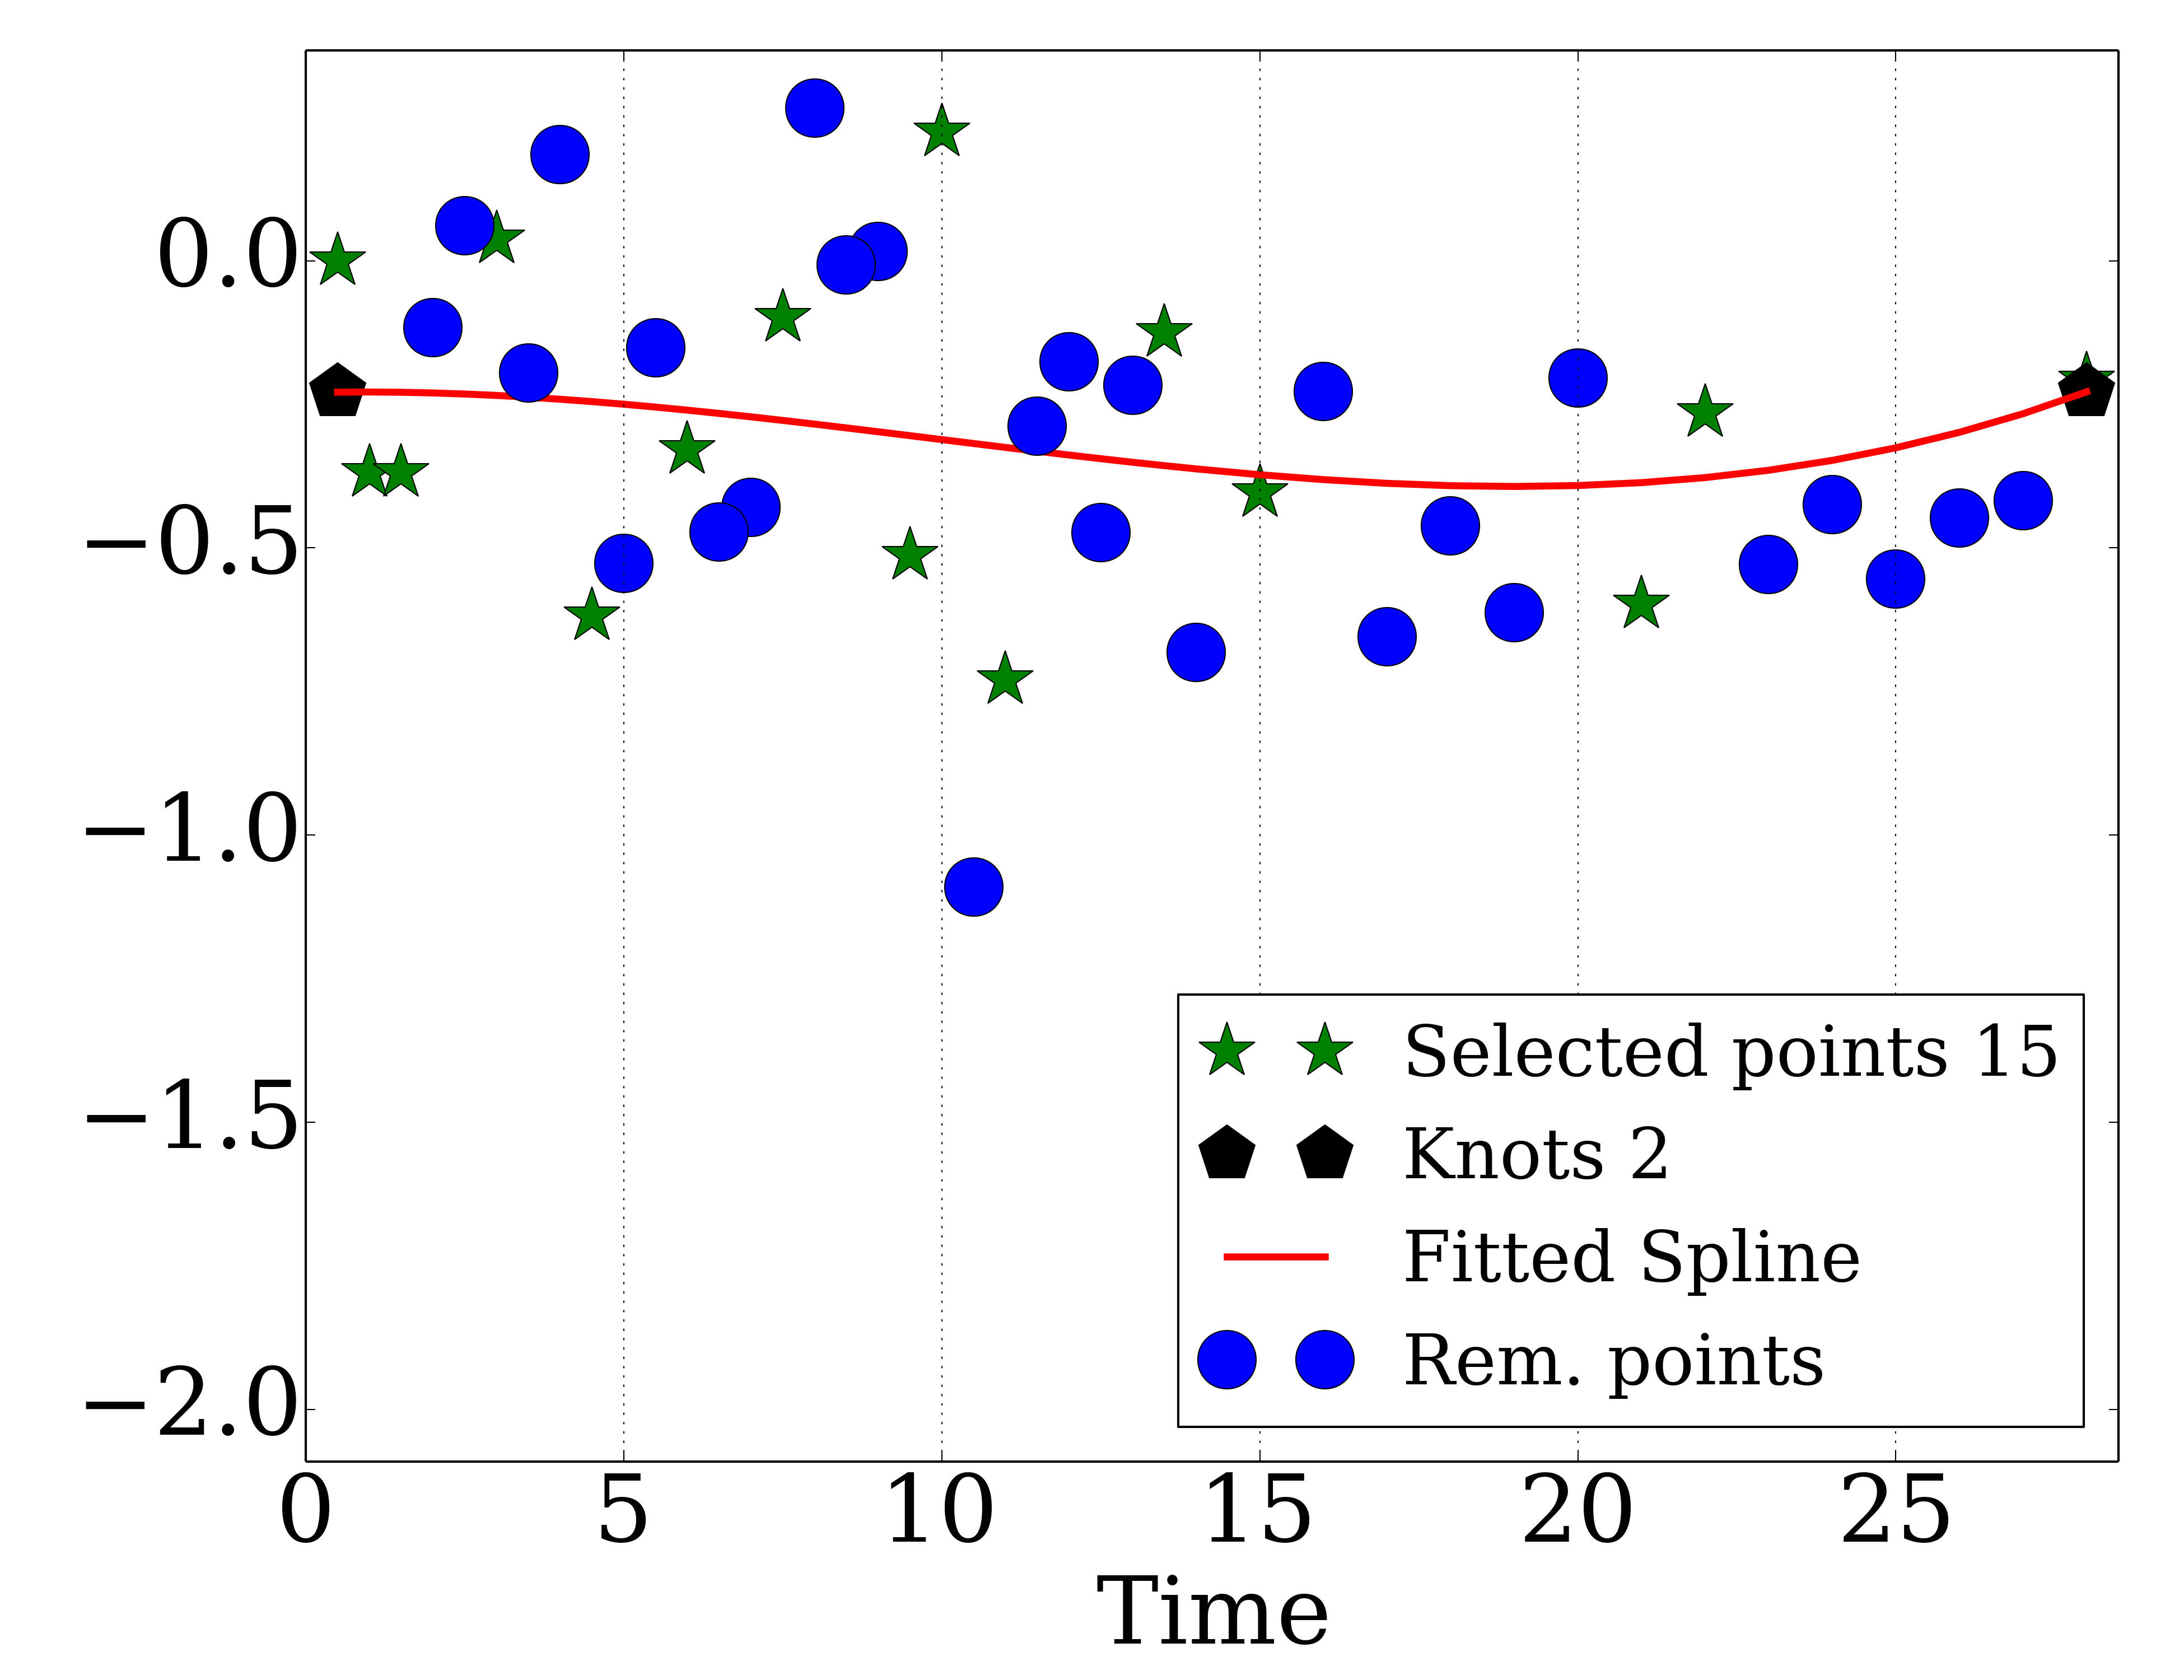 0.0
−0.5
−1.0
−1.5
−2.0
0 5 10 15 20 25
Time
Selected points 15
Knots 2
Fitted Spline
Rem. points